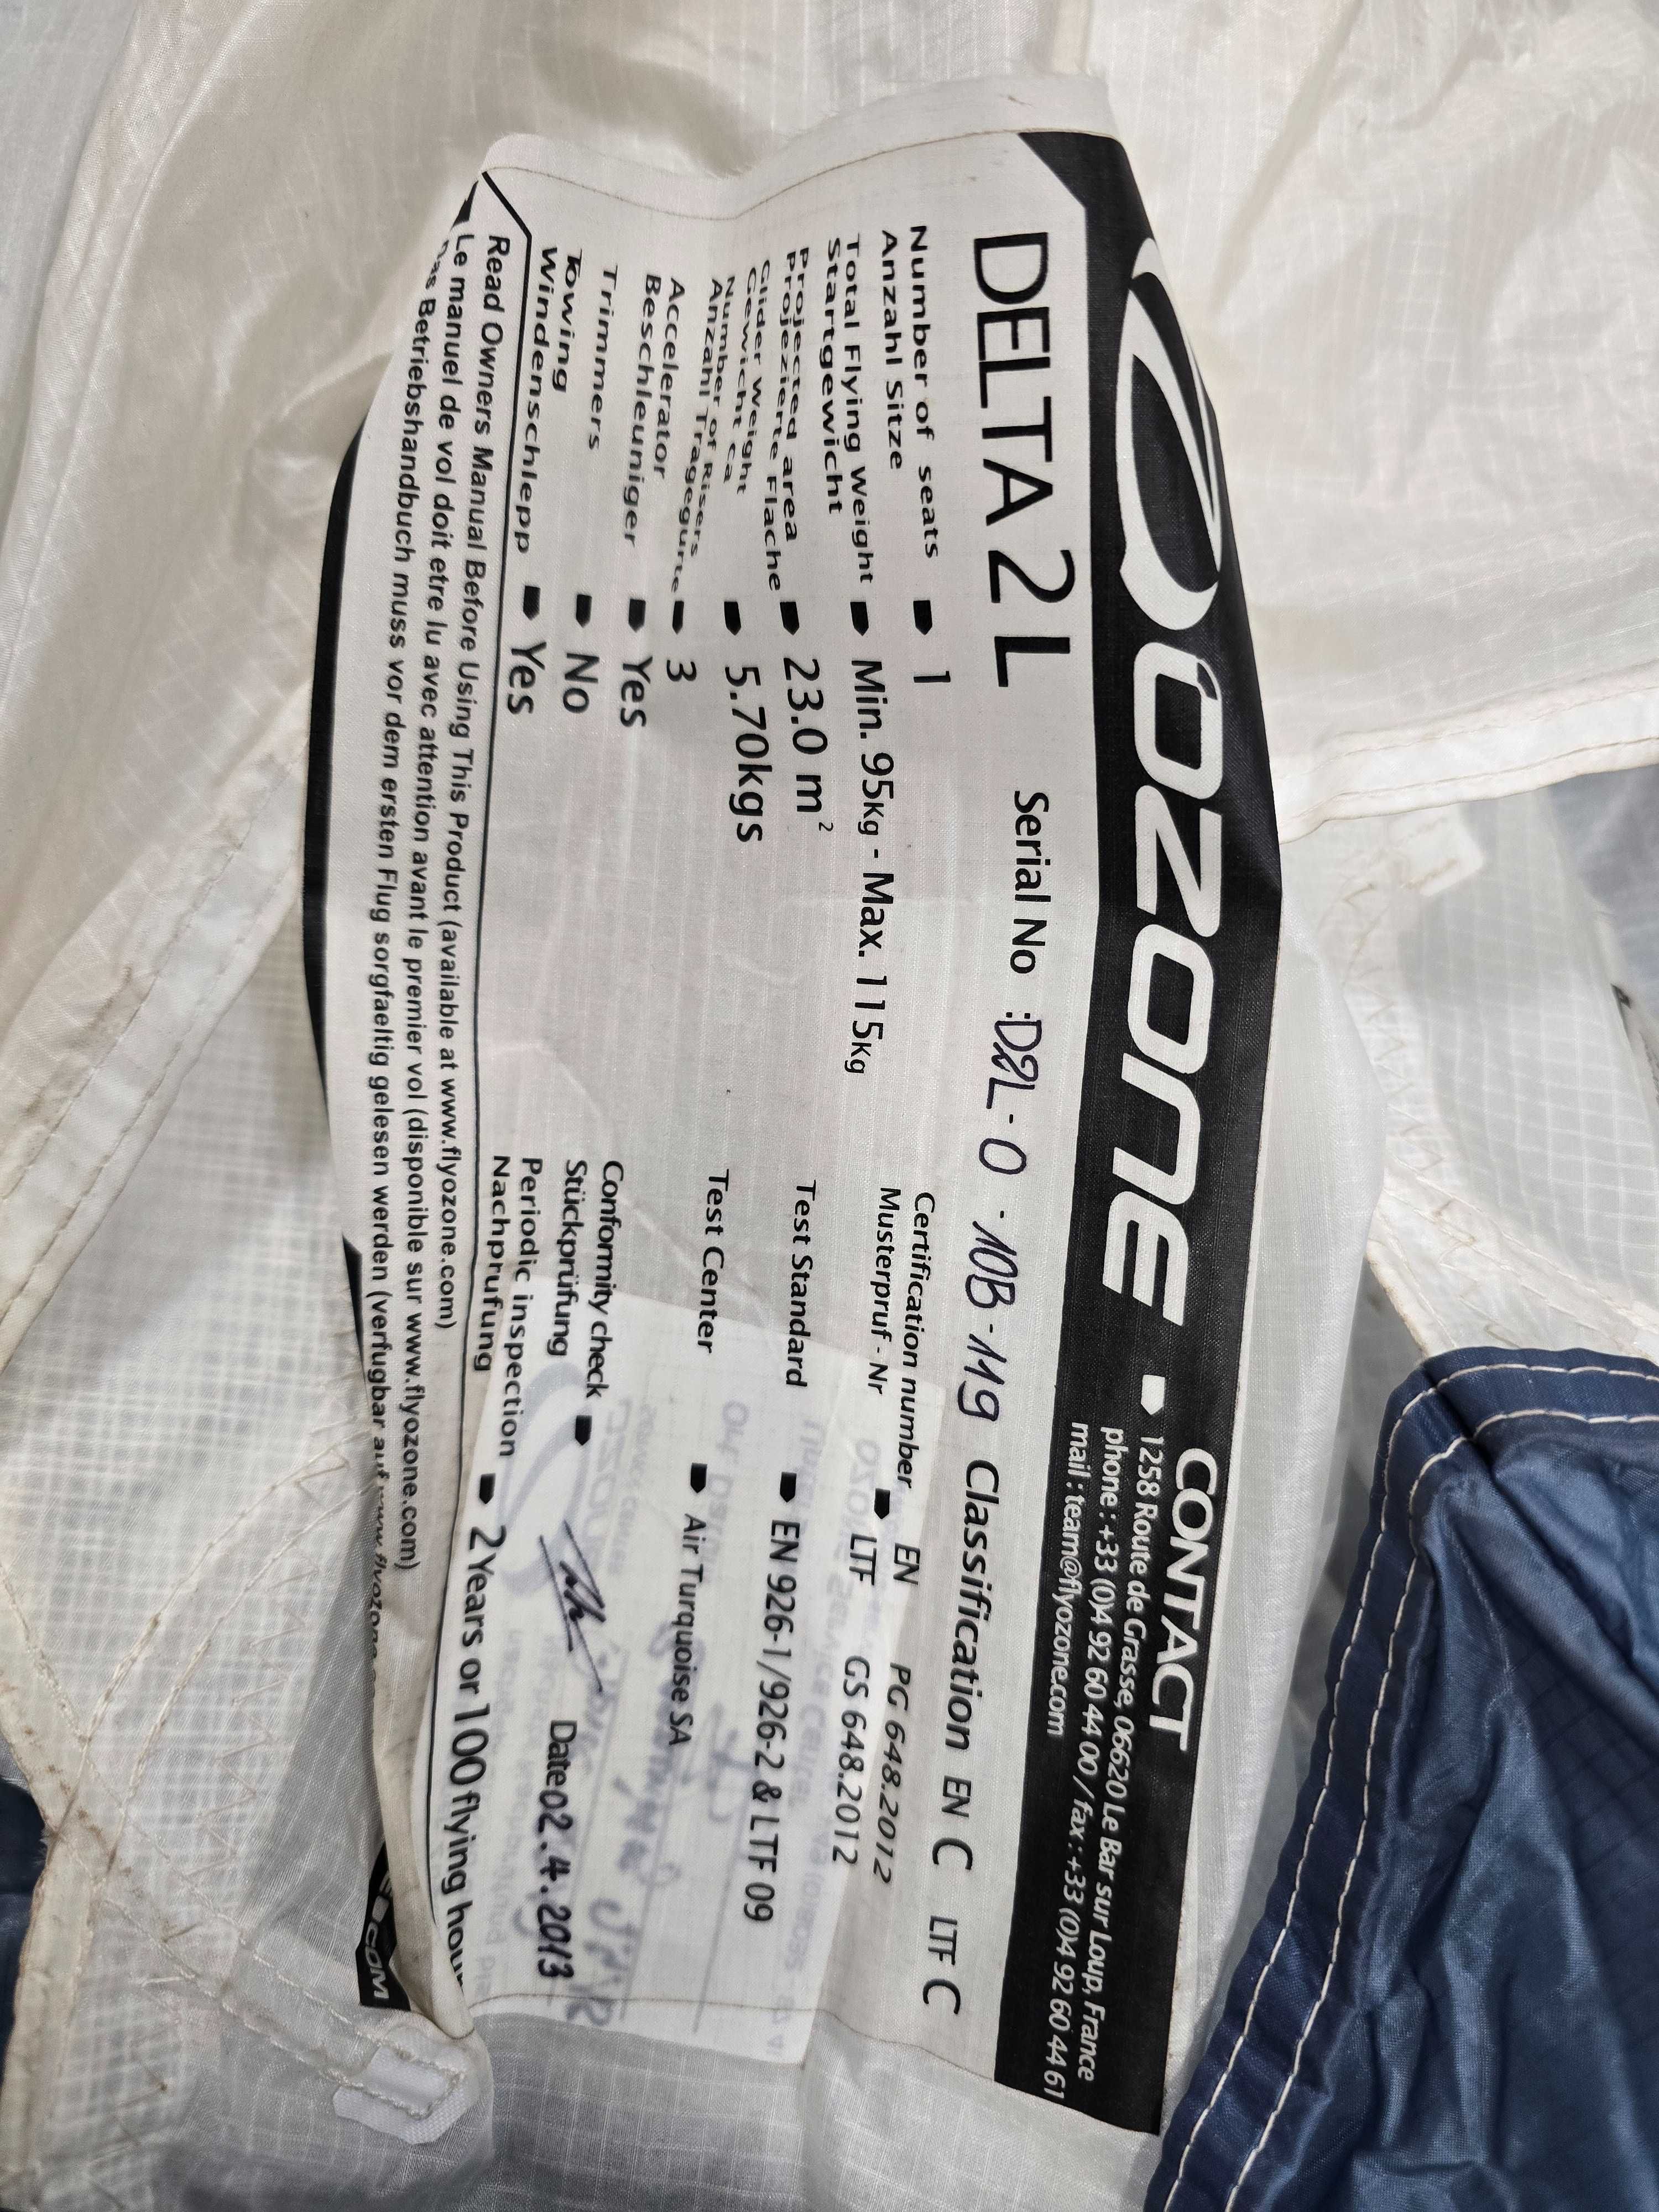 OZONE
CONTACT
1258 Route de Grasse, 06620 Le Bar sur Loup, France
phone : +33 (0)4 92 60 44 00 / fax : +33 (0)4 92 60 44 61
mail : team@flyozone.com
DELTA 2 L Serial No : D2L - O - 10B - 119 Classification EN C LTF C
Number of seats 1
Anzahl Sitze
Total Flying Weight Min. 95Kg - Max. 115Kg
Startgewicht
Projected area 23.0 m²
Projezierte Flache
Glider Weight 5.70kgs
Gewicht ca
Number of Risers 3
Anzahl Tragegurte
Accelerator Yes
Beschleuniger
Trimmers No
Towing Yes
Windenschlepp
Certification number EN PG 648.2012
Musterpruf - Nr LTF GS 648.2012
Test Standard EN 926-1/926-2 & LTF 09
Test Center Air Turquoise SA
Conformity check Date 02.4.2013
Stückprüfung
Periodic inspection 2 Years or 100 flying hour
Nachprufung
Read Owners Manual Before Using This Product (available at www.flyozone.com)
Le manuel de vol doit etre lu avec attention avant le premier vol (disponible sur www.flyozone.com)
Betriebshandbuch muss vor dem ersten Flug sorgfaeltig gelesen werden (verfugbar auf www.flyozone
.COM